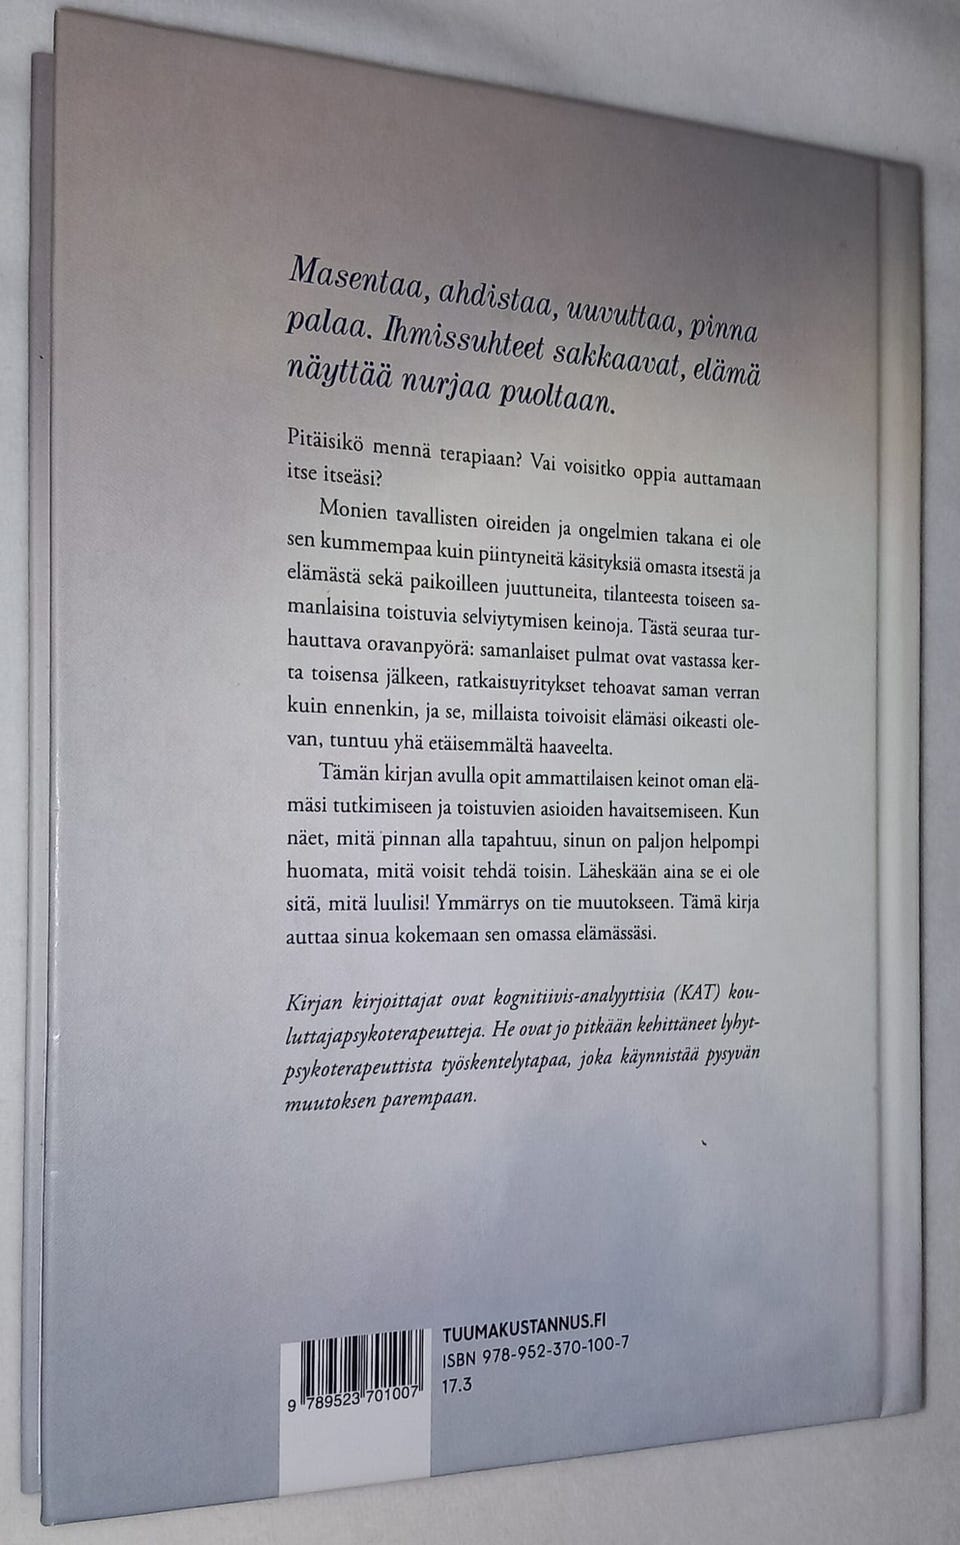 Masentaa, ahdistaa, uuvuttaa, pinna
palaa. Ihmissuhteet sakkaavat, elämä
näyttää nurjaa puoltaan.
Pitäisikö mennä terapiaan? Vai voisitko oppia auttamaan
itse itseäsi?
Monien tavallisten oireiden ja ongelmien takana ei ole
sen kummempaa kuin piintyneitä käsityksiä omasta itsestä ja
elämästä sekä paikoilleen juuttuneita, tilanteesta toiseen sa-
manlaisina toistuvia selviytymisen keinoja. Tästä seuraa tur-
hauttava oravanpyörä: samanlaiset pulmat ovat vastassa ker-
ta toisensa jälkeen, ratkaisuyritykset tehoavat saman verran
kuin ennenkin, ja se, millaista toivoisit elämäsi oikeasti ole-
van, tuntuu yhä etäisemmältä haaveelta.
Tämän kirjan avulla opit ammattilaisen keinot oman elä-
mäsi tutkimiseen ja toistuvien asioiden havaitsemiseen. Kun
näet, mitä pinnan alla tapahtuu, sinun on paljon helpompi
huomata, mitä voisit tehdä toisin. Läheskään aina se ei ole
sitä, mitä luulisi! Ymmärrys on tie muutokseen. Tämä kirja
auttaa sinua kokemaan sen omassa elämässäsi.
Kirjan kirjoittajat ovat kognitiivis-analyyttisia (KAT) kou-
luttajapsykoterapeutteja. He ovat jo pitkään kehittäneet lyhyt-
psykoterapeuttista työskentelytapaa, joka käynnistää pysyvän
muutoksen parempaan.
TUUMAKUSTANNUS.FI
ISBN 978-952-370-100-7
17.3
9 789523 701007